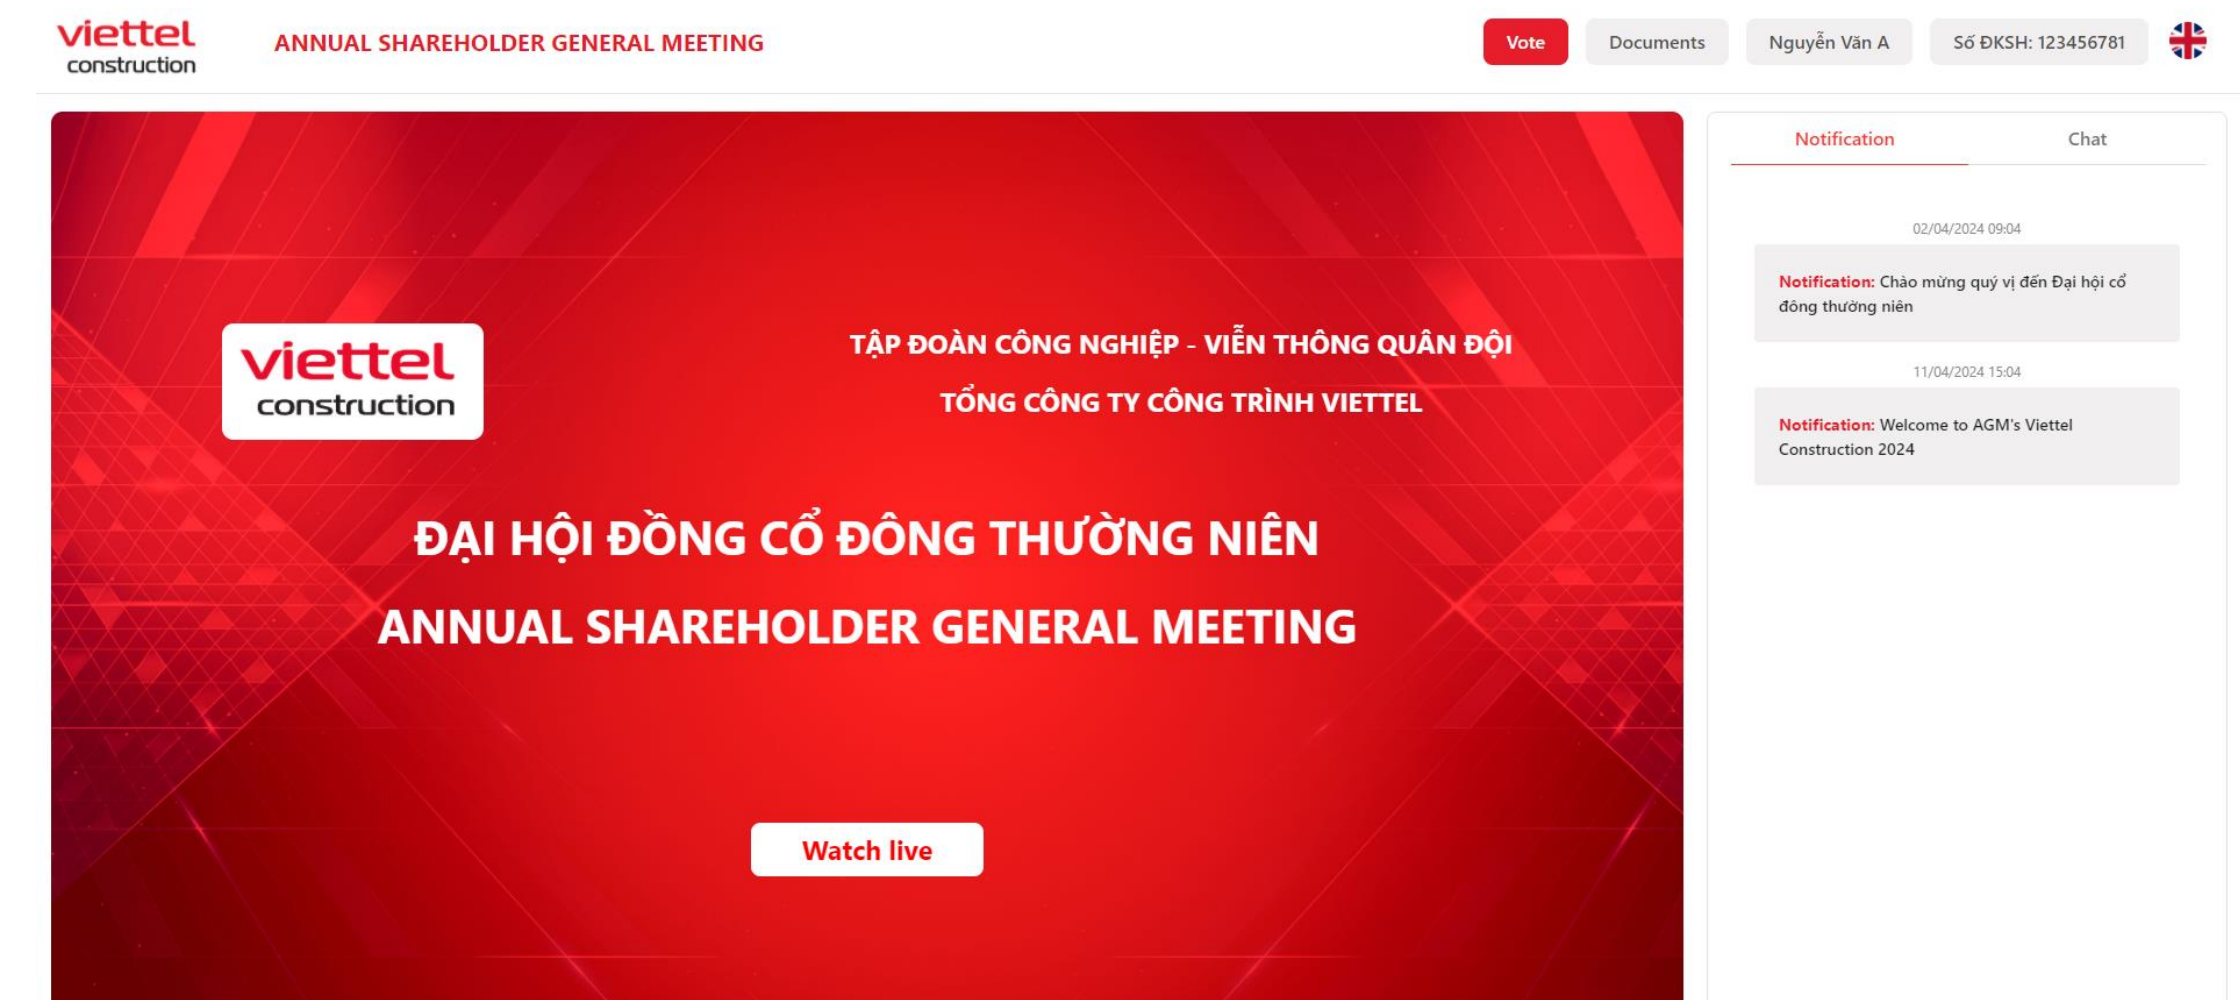 viettel
construction
ANNUAL SHAREHOLDER GENERAL MEETING
Vote
Documents
Nguyễn Văn A
Số ĐKSH: 123456781
viettel
construction
TẬP ĐOÀN CÔNG NGHIỆP - VIỄN THÔNG QUÂN ĐỘI
TỔNG CÔNG TY CÔNG TRÌNH VIETTEL
ĐẠI HỘI ĐỒNG CỔ ĐÔNG THƯỜNG NIÊN
ANNUAL SHAREHOLDER GENERAL MEETING
Watch live
Notification
Chat
02/04/2024 09:04
Notification: Chào mừng quý vị đến Đại hội cổ
đông thường niên
11/04/2024 15:04
Notification: Welcome to AGM's Viettel
Construction 2024